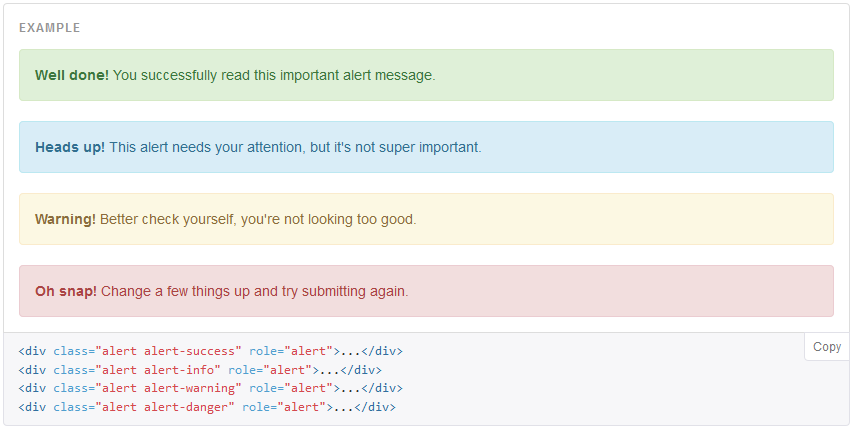 EXAMPLE
Well done! You successfully read this important alert message.
Heads up! This alert needs your attention, but it's not super important.
Warning! Better check yourself, you're not looking too good.
Oh snap! Change a few things up and try submitting again.
Copy
<div class="alert alert-success" role="alert">...</div>
<div class="alert alert-info" role="alert">...</div>
<div class="alert alert-warning" role="alert">...</div>
<div class="alert alert-danger" role="alert">...</div>